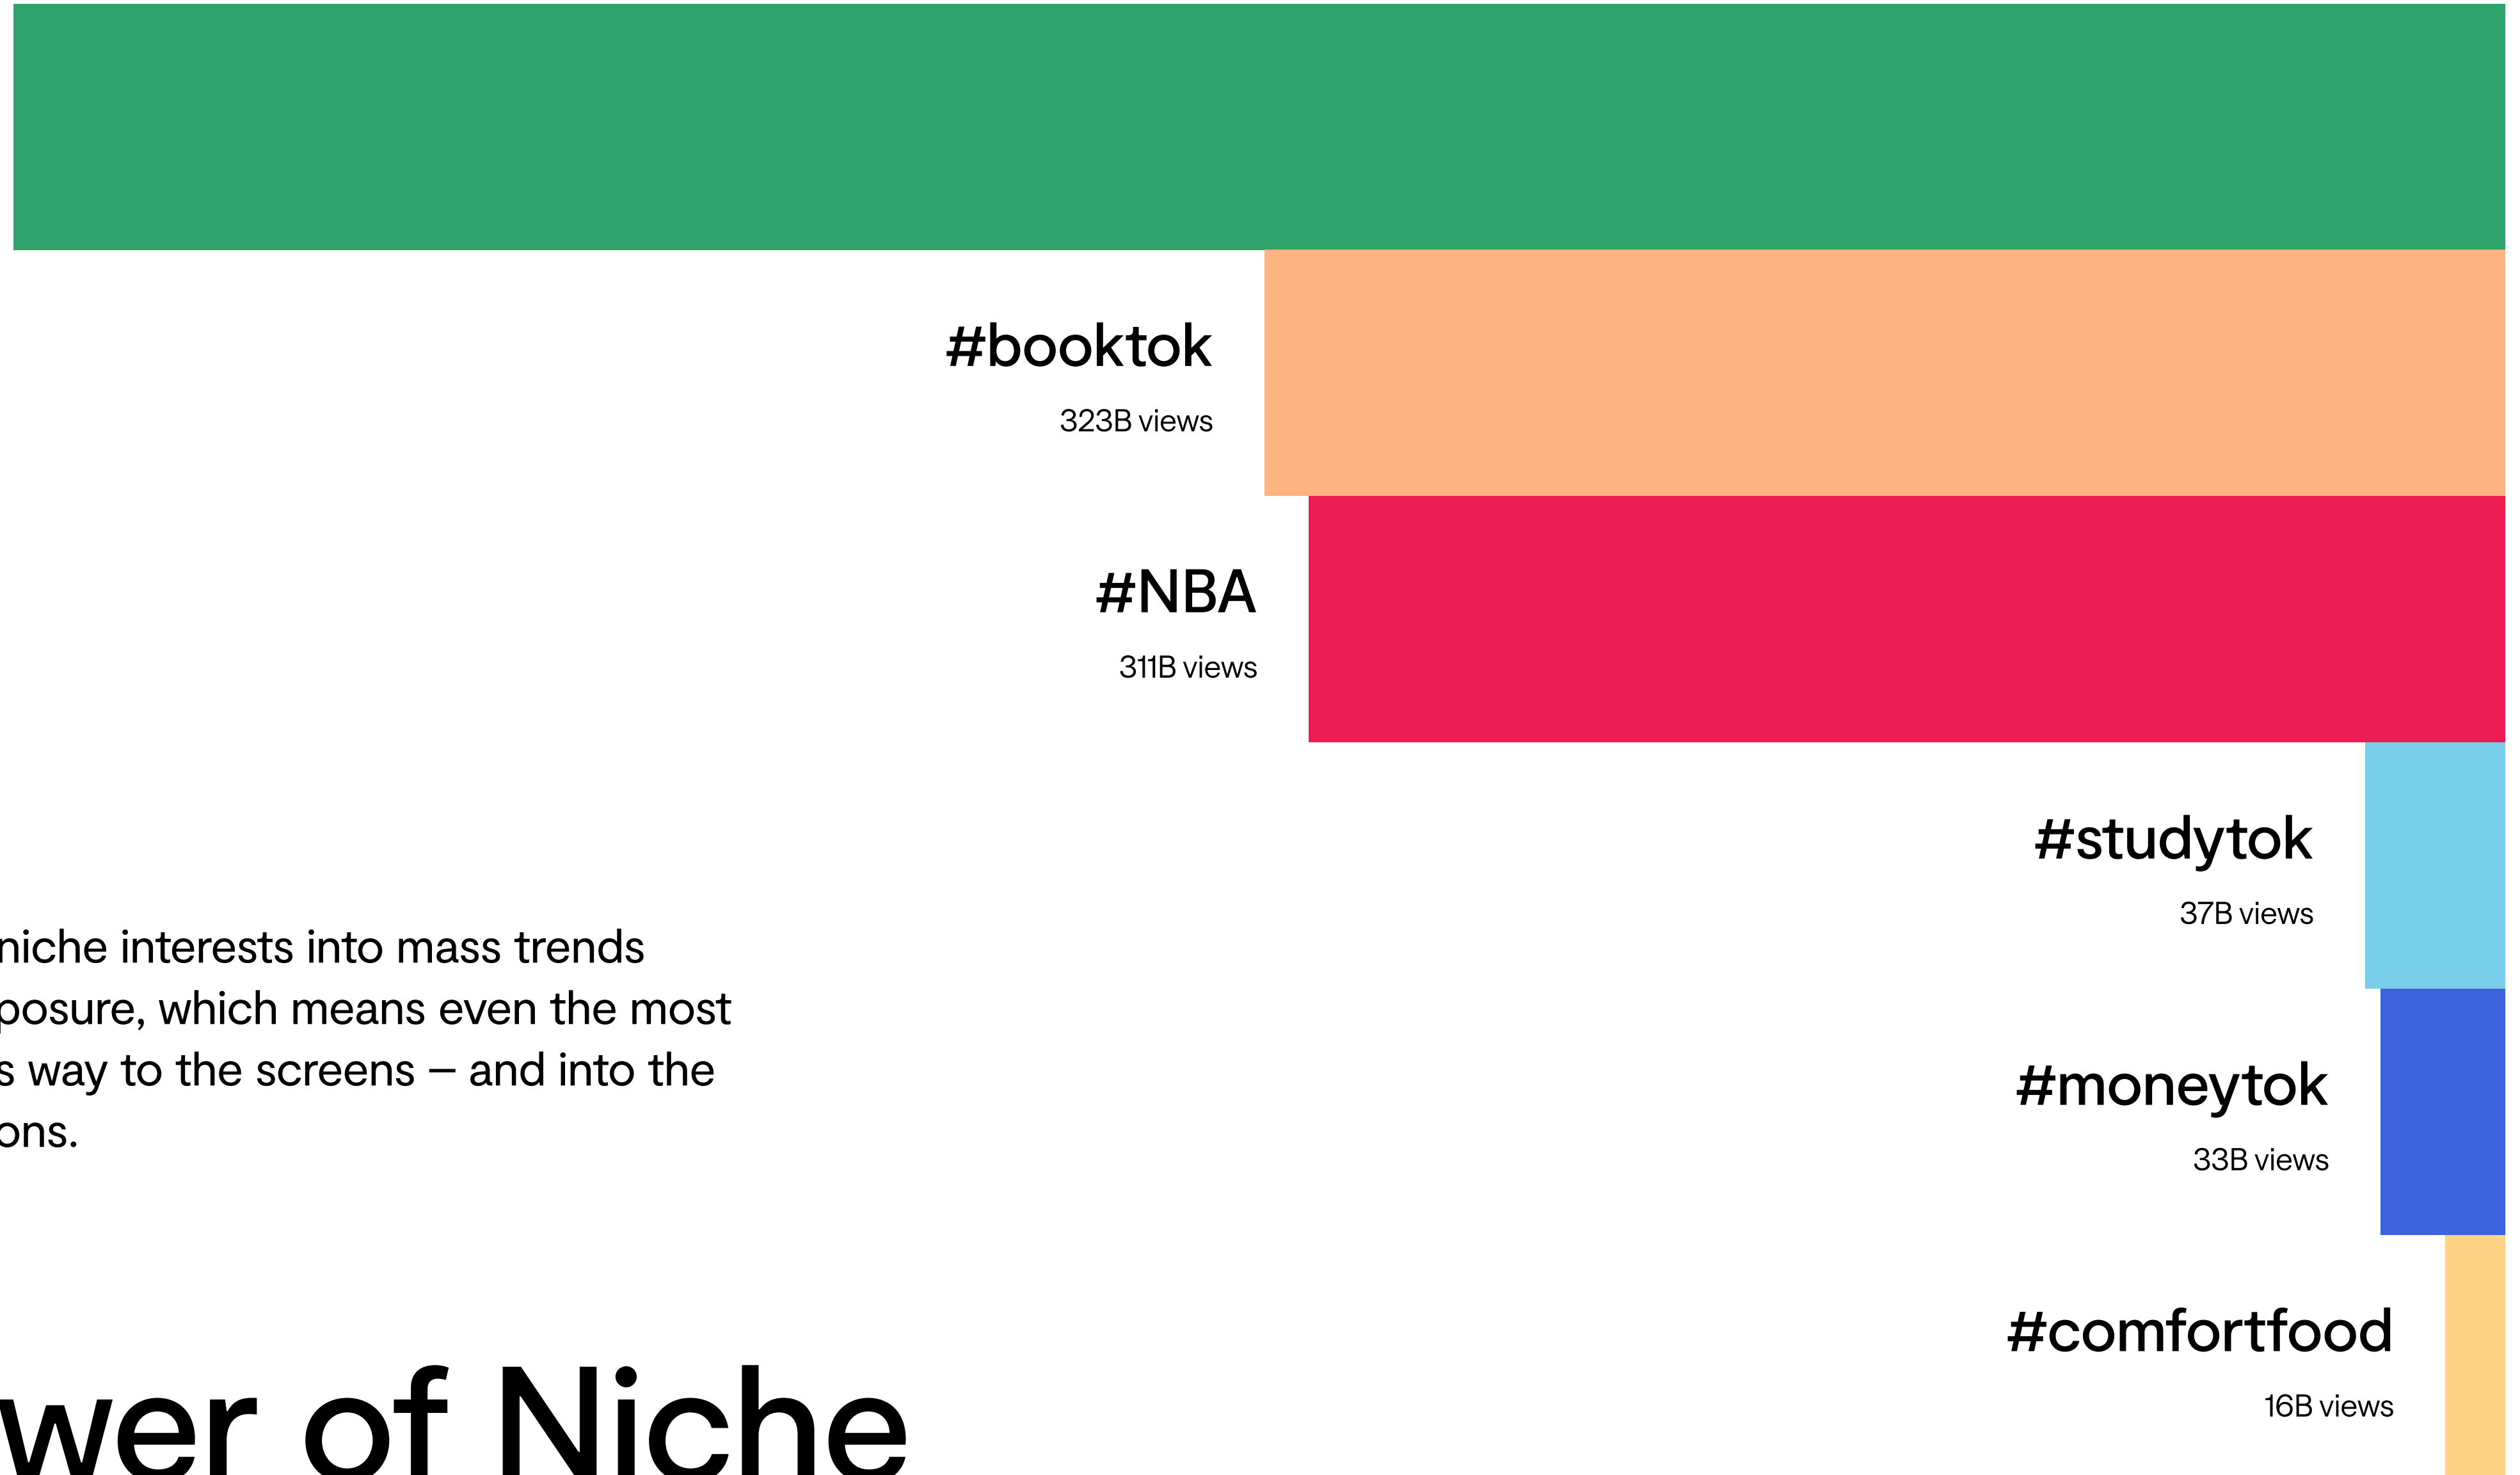 #booktok
323B views
#NBA
311B views
#studytok
37B views
niche interests into mass trends
posure, which means even the most
s way to the screens – and into the
ons.
#moneytok
33B views
#comfortfood
16B views
wer of Niche